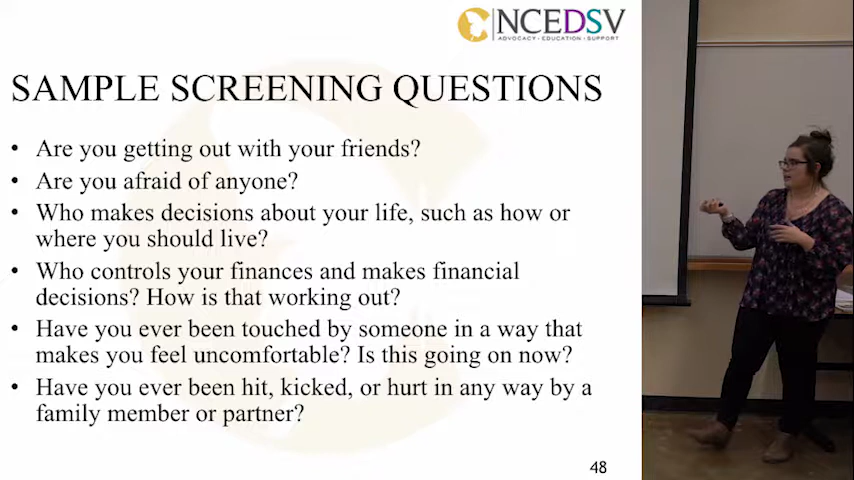 NCEDSV
ADVOCACY • EDUCATION • SUPPORT
SAMPLE SCREENING QUESTIONS
• Are you getting out with your friends?
• Are you afraid of anyone?
• Who makes decisions about your life, such as how or
where you should live?
• Who controls your finances and makes financial
decisions? How is that working out?
• Have you ever been touched by someone in a way that
makes you feel uncomfortable? Is this going on now?
• Have you ever been hit, kicked, or hurt in any way by a
family member or partner?
48